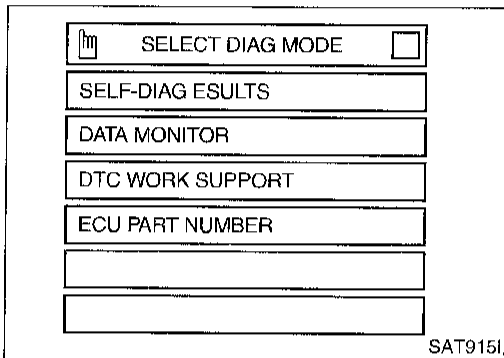 SELECT DIAG MODE
SELF-DIAG ESULTS
DATA MONITOR
DTC WORK SUPPORT
ECU PART NUMBER
SAT915I